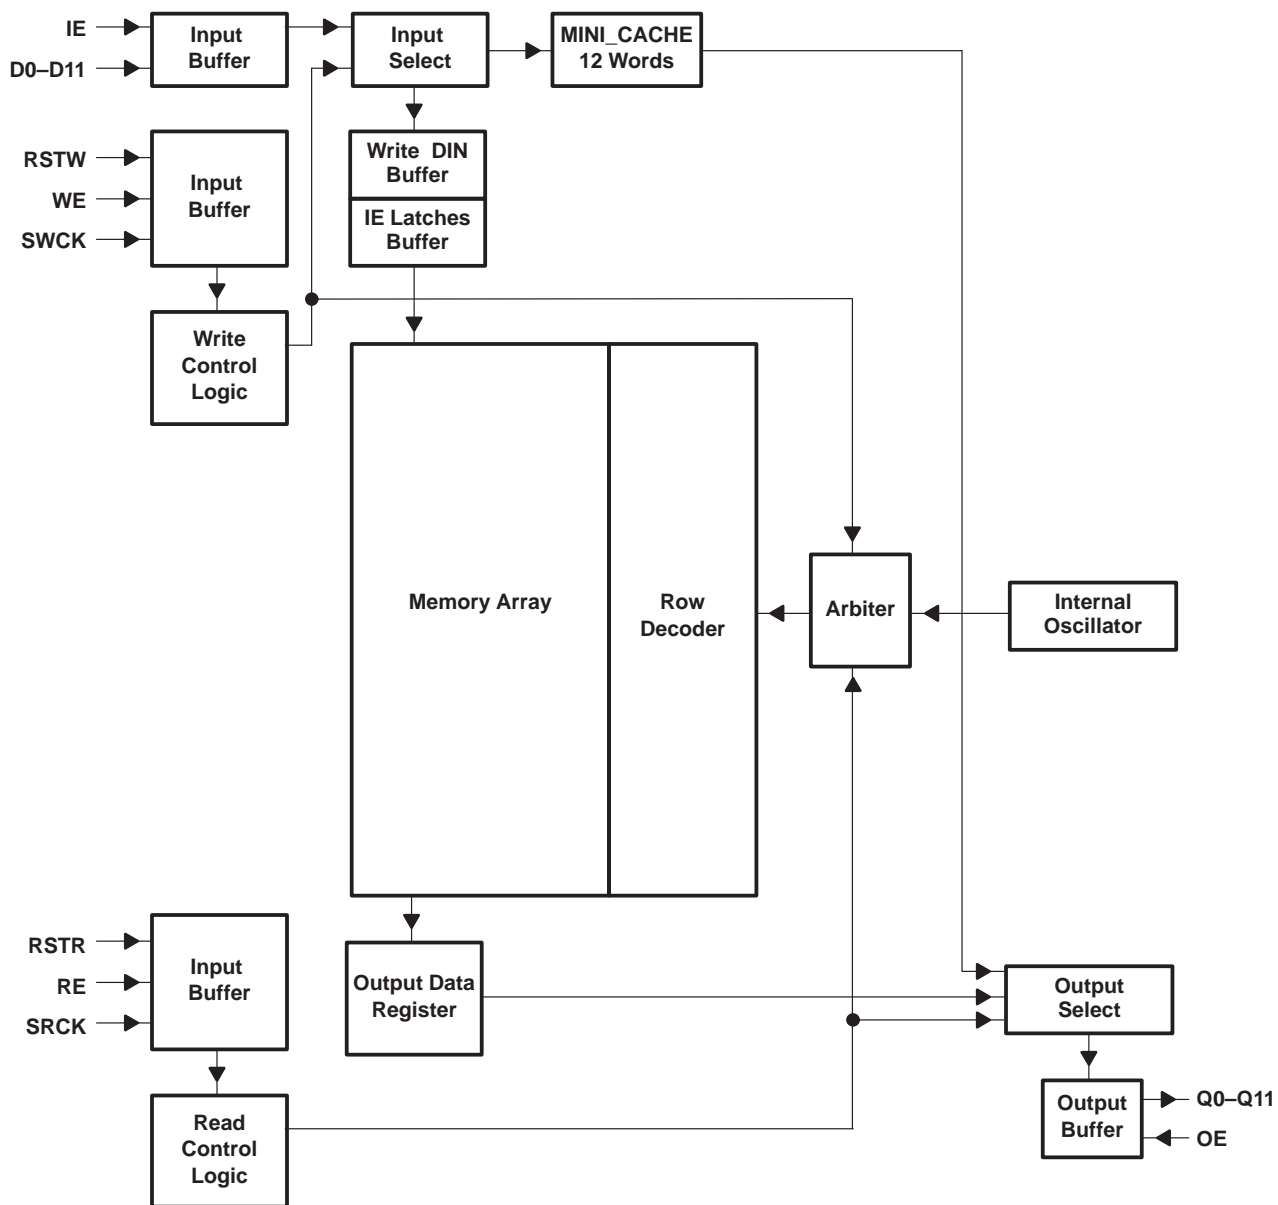 IE
D0–D11
Input
Buffer
Input
Select
MINI_CACHE
12 Words
RSTW
WE
SWCK
Input
Buffer
Write DIN
Buffer
IE Latches
Buffer
Write
Control
Logic
Memory Array
Row
Decoder
Arbiter
Internal
Oscillator
RSTR
RE
SRCK
Input
Buffer
Output Data
Register
Output
Select
Read
Control
Logic
Output
Buffer
Q0–Q11
OE